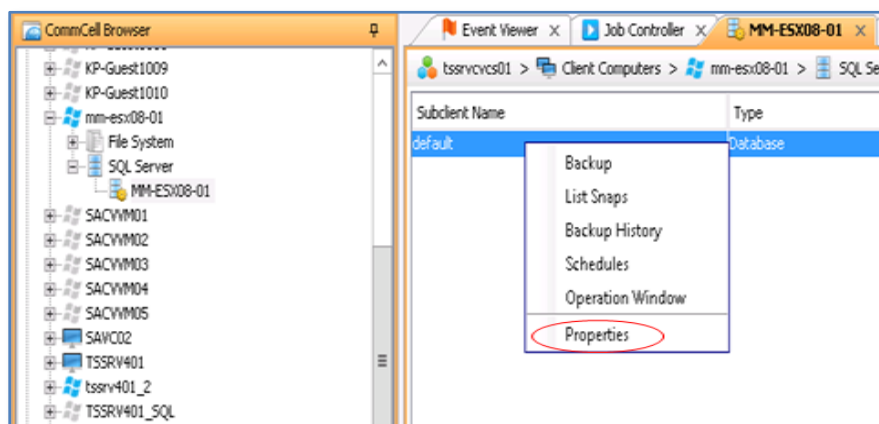 CommCell Browser
KP-Guest1009
KP-Guest1010
mm-esx08-01
File System
SQL Server
MM-ESX08-01
SACVVM01
SACVVM02
SACVVM03
SACVVM04
SACVVM05
SAVC02
TSSRV401
tssrv401_2
TSSRV401_SQL
Event Viewer
Job Controller
MM-ESX08-01
tssrvcvcs01 > Client Computers > mm-esx08-01 > SQL Se
Subclient Name Type
default Database
Backup
List Snaps
Backup History
Schedules
Operation Window
Properties